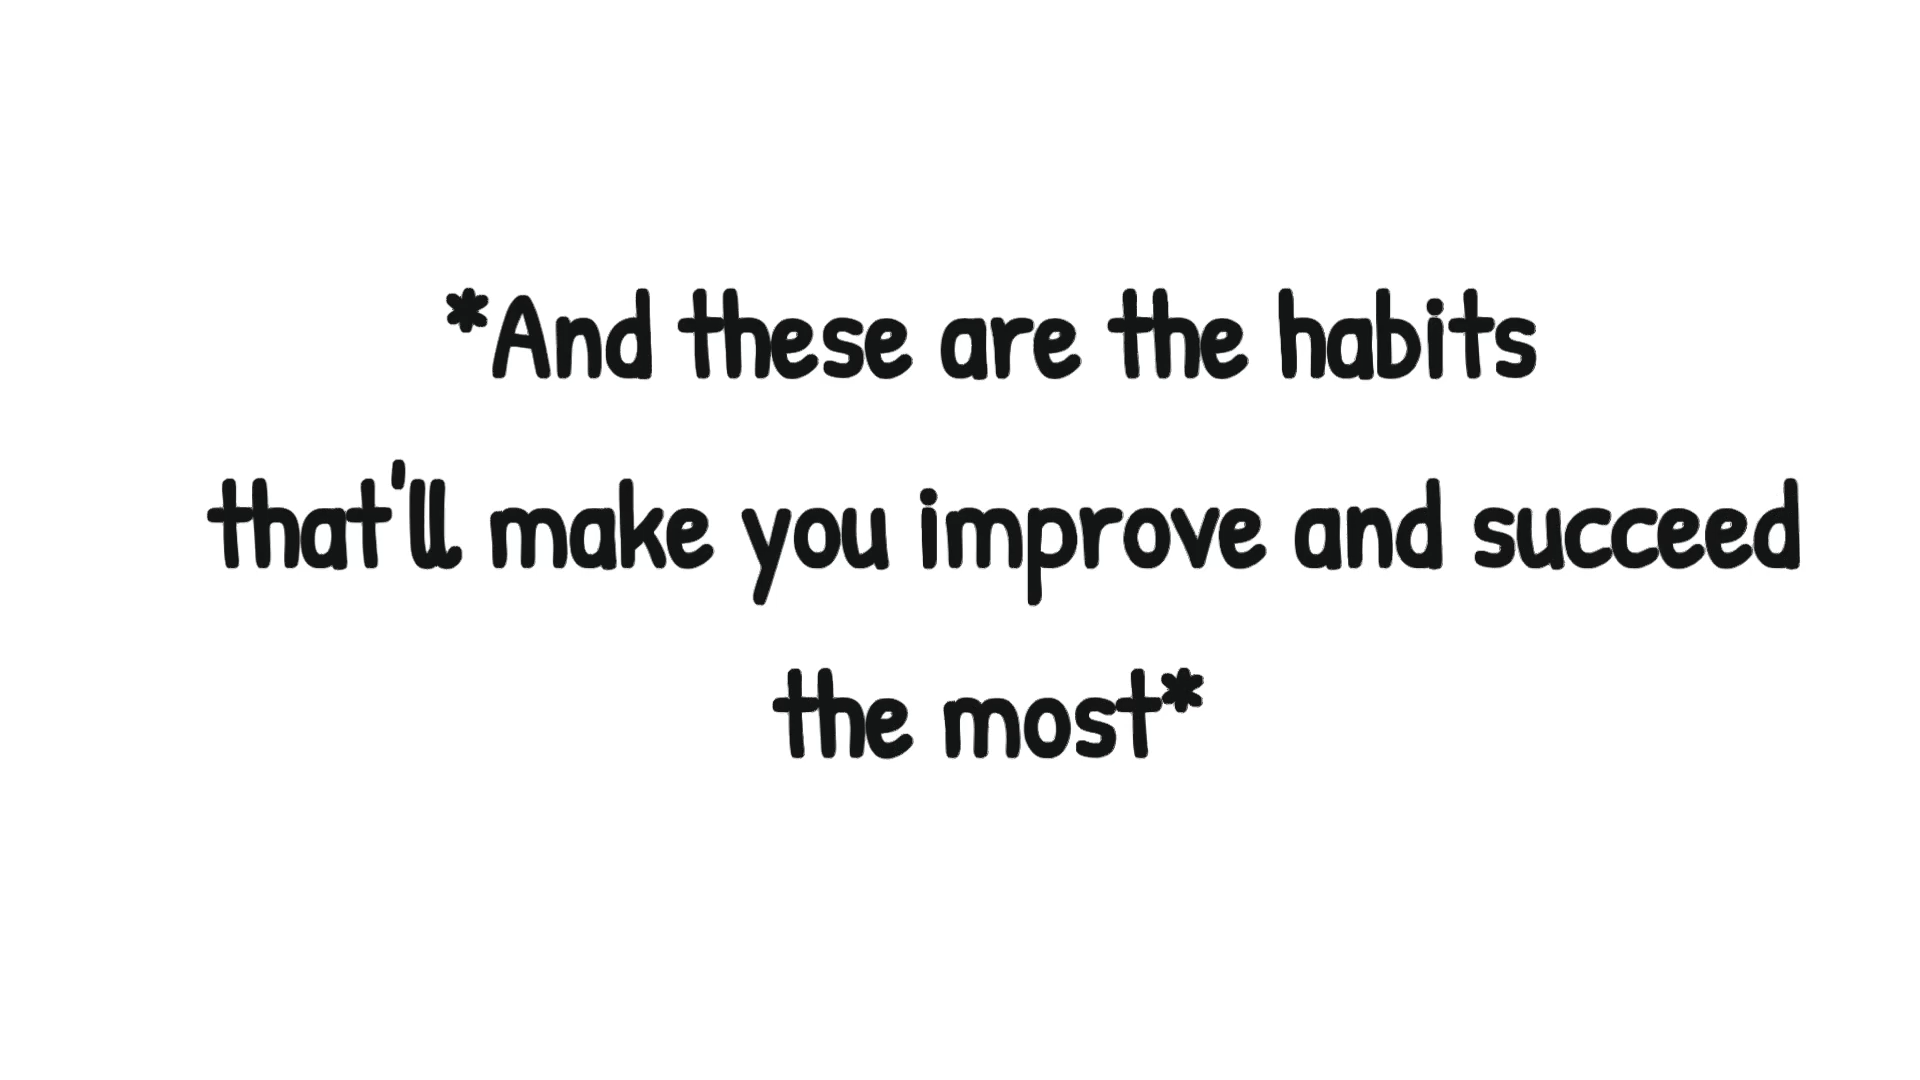 *And these are the habits
that'll make you improve and succeed
the most*